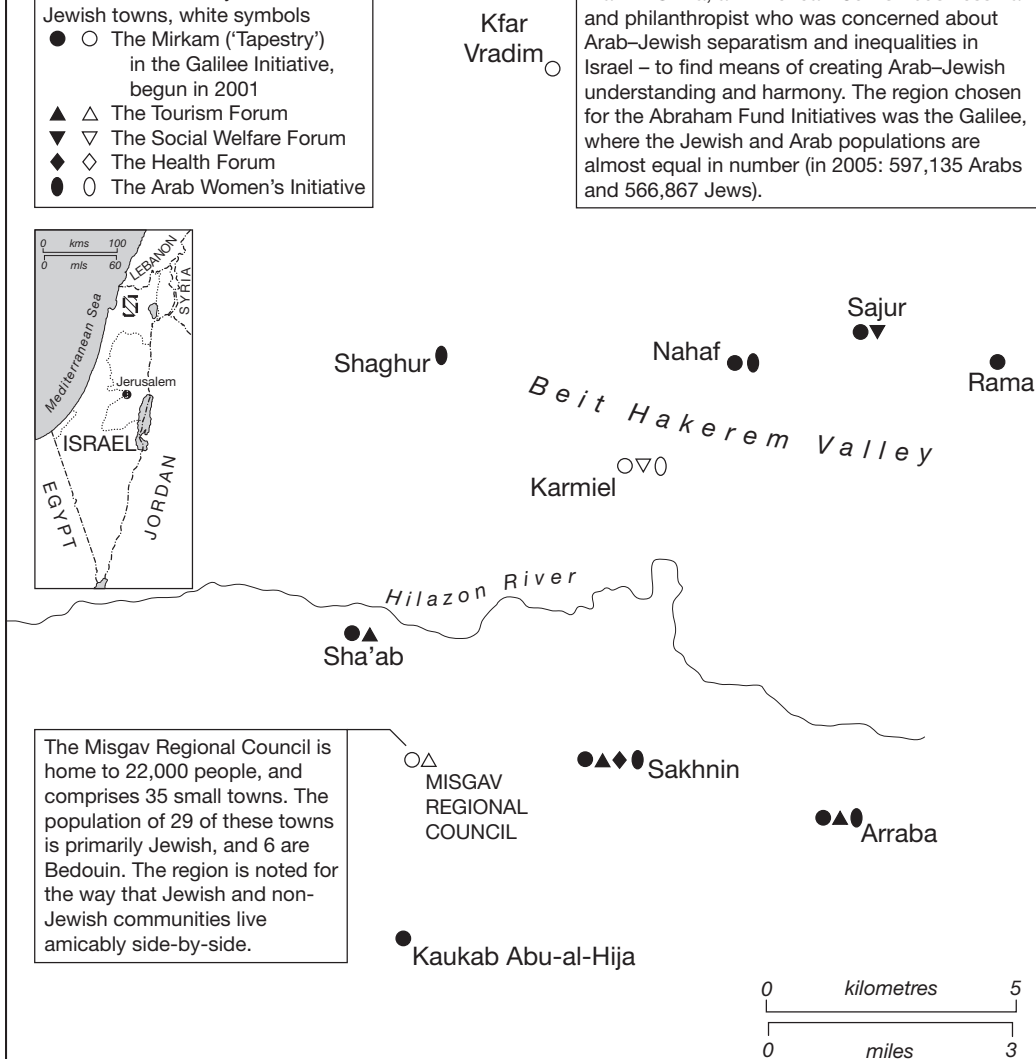 Jewish towns, white symbols
The Mirkam (‘Tapestry’)
in the Galilee Initiative,
begun in 2001
The Tourism Forum
The Social Welfare Forum
The Health Forum
The Arab Women’s Initiative
Kfar
Vradim
and philanthropist who was concerned about
Arab–Jewish separatism and inequalities in
Israel – to find means of creating Arab–Jewish
understanding and harmony. The region chosen
for the Abraham Fund Initiatives was the Galilee,
where the Jewish and Arab populations are
almost equal in number (in 2005: 597,135 Arabs
and 566,867 Jews).
0 kms 100
0 mls 60
LEBANON
SYRIA
Mediterranean Sea
Jerusalem
ISRAEL
EGYPT
JORDAN
Sajur
Shaghur
Nahaf
Rama
Beit Hakerem Valley
Karmiel
Hilazon River
Sha’ab
The Misgav Regional Council is
home to 22,000 people, and
comprises 35 small towns. The
population of 29 of these towns
is primarily Jewish, and 6 are
Bedouin. The region is noted for
the way that Jewish and non-
Jewish communities live
amicably side-by-side.
MISGAV
REGIONAL
COUNCIL
Sakhnin
Arraba
Kaukab Abu-al-Hija
0 kilometres 5
0 miles 3